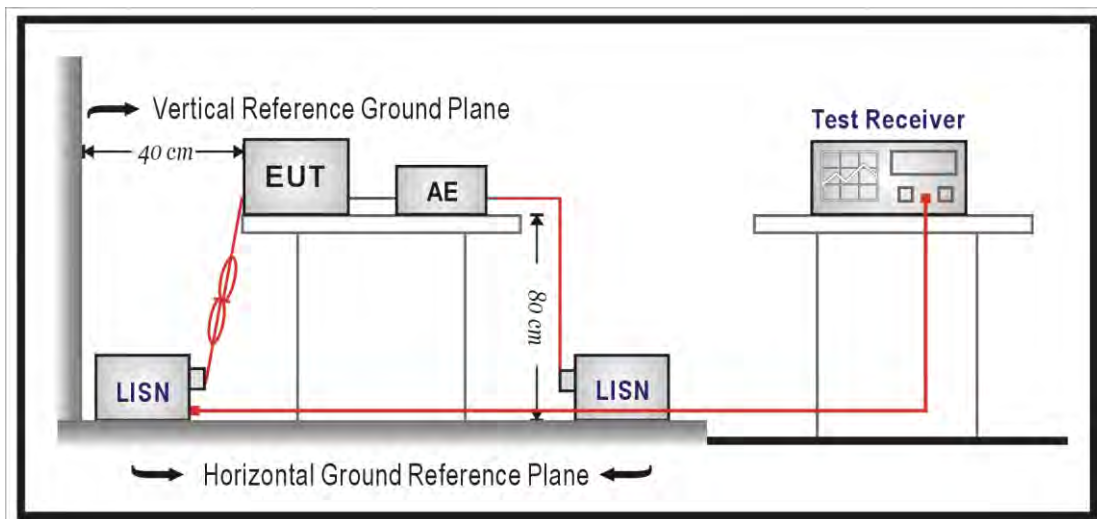 Vertical Reference Ground Plane
Test Receiver
40 cm
EUT
AE
80 cm
LISN
LISN
Horizontal Ground Reference Plane